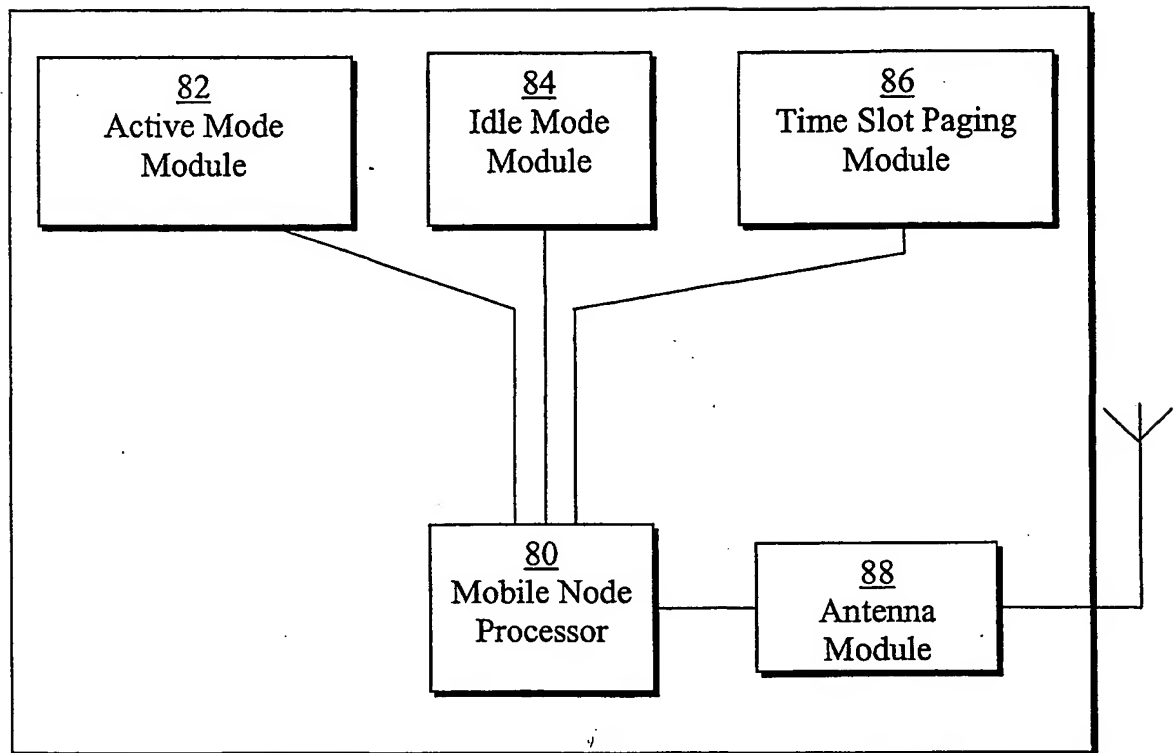 82
Active Mode
Module
84
Idle Mode
Module
86
Time Slot Paging
Module
80
Mobile Node
Processor
88
Antenna
Module